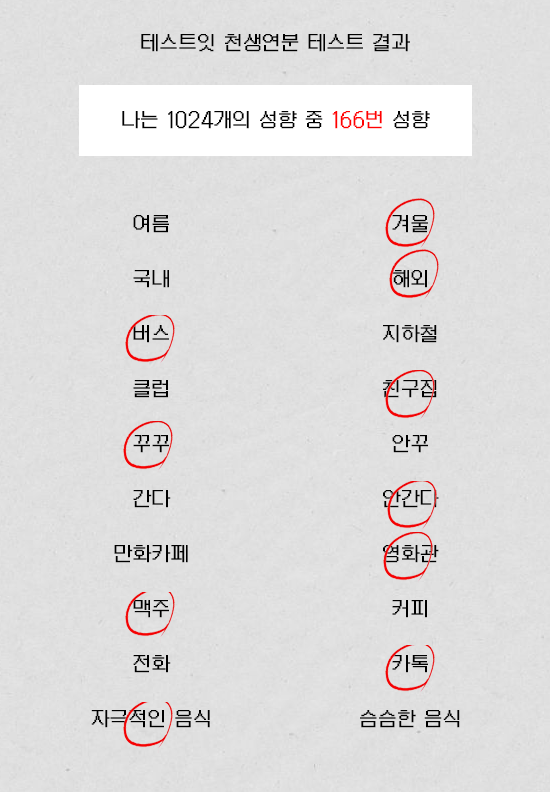 테스트잇 천생연분 테스트 결과
나는 1024개의 성향 중 166번 성향
여름 겨울
국내 해외
버스 지하철
클럽 친구집
꾸꾸 안꾸
간다 안간다
만화카페 영화관
맥주 커피
전화 카톡
자극적인 음식 슴슴한 음식